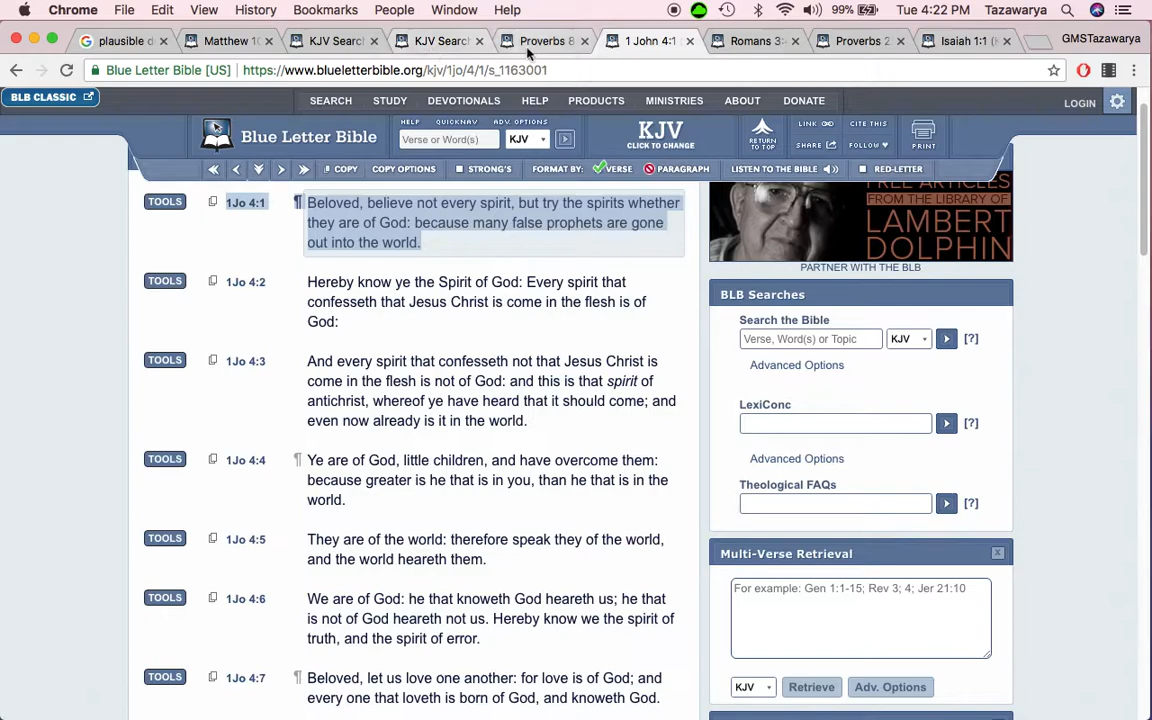 Chrome File Edit View History Bookmarks People Window Help 99% Tue 4:22 PM Tazawarya
plausible d Matthew 10 KJV Search KJV Searc Proverbs 8 1 John 4:1 Romans 3: Proverbs 2 Isaiah 1:1 (K GMSTazawarya
Blue Letter Bible [US] https://www.blueletterbible.org/kjv/1jo/4/1/s_1163001
BLB CLASSIC SEARCH STUDY DEVOTIONALS HELP PRODUCTS MINISTRIES ABOUT DONATE LOGIN
HELP QUICKNAV ADV. OPTIONS
Blue Letter Bible Verse or Word(s) KJV KJV
CLICK TO CHANGE
RETURN TO TOP LINK CITE THIS
SHARE FOLLOW PRINT
COPY COPY OPTIONS STRONG'S FORMAT BY: VERSE PARAGRAPH LISTEN TO THE BIBLE RED-LETTER
TOOLS 1Jo 4:1 ¶ Beloved, believe not every spirit, but try the spirits whether
they are of God: because many false prophets are gone
out into the world.
TOOLS 1Jo 4:2 Hereby know ye the Spirit of God: Every spirit that
confesseth that Jesus Christ is come in the flesh is of
God:
TOOLS 1Jo 4:3 And every spirit that confesseth not that Jesus Christ is
come in the flesh is not of God: and this is that spirit of
antichrist, whereof ye have heard that it should come; and
even now already is it in the world.
TOOLS 1Jo 4:4 ¶ Ye are of God, little children, and have overcome them:
because greater is he that is in you, than he that is in the
world.
TOOLS 1Jo 4:5 They are of the world: therefore speak they of the world,
and the world heareth them.
TOOLS 1Jo 4:6 We are of God: he that knoweth God heareth us; he that
is not of God heareth not us. Hereby know we the spirit of
truth, and the spirit of error.
TOOLS 1Jo 4:7 ¶ Beloved, let us love one another: for love is of God; and
every one that loveth is born of God, and knoweth God.
FREE ARTICLES
FROM THE LIBRARY OF
LAMBERT
DOLPHIN
PARTNER WITH THE BLB
BLB Searches
Search the Bible
Verse, Word(s) or Topic KJV [?]
Advanced Options
LexiConc
[?]
Advanced Options
Theological FAQs
[?]
Multi-Verse Retrieval x
For example: Gen 1:1-15; Rev 3; 4; Jer 21:10
KJV Retrieve Adv. Options